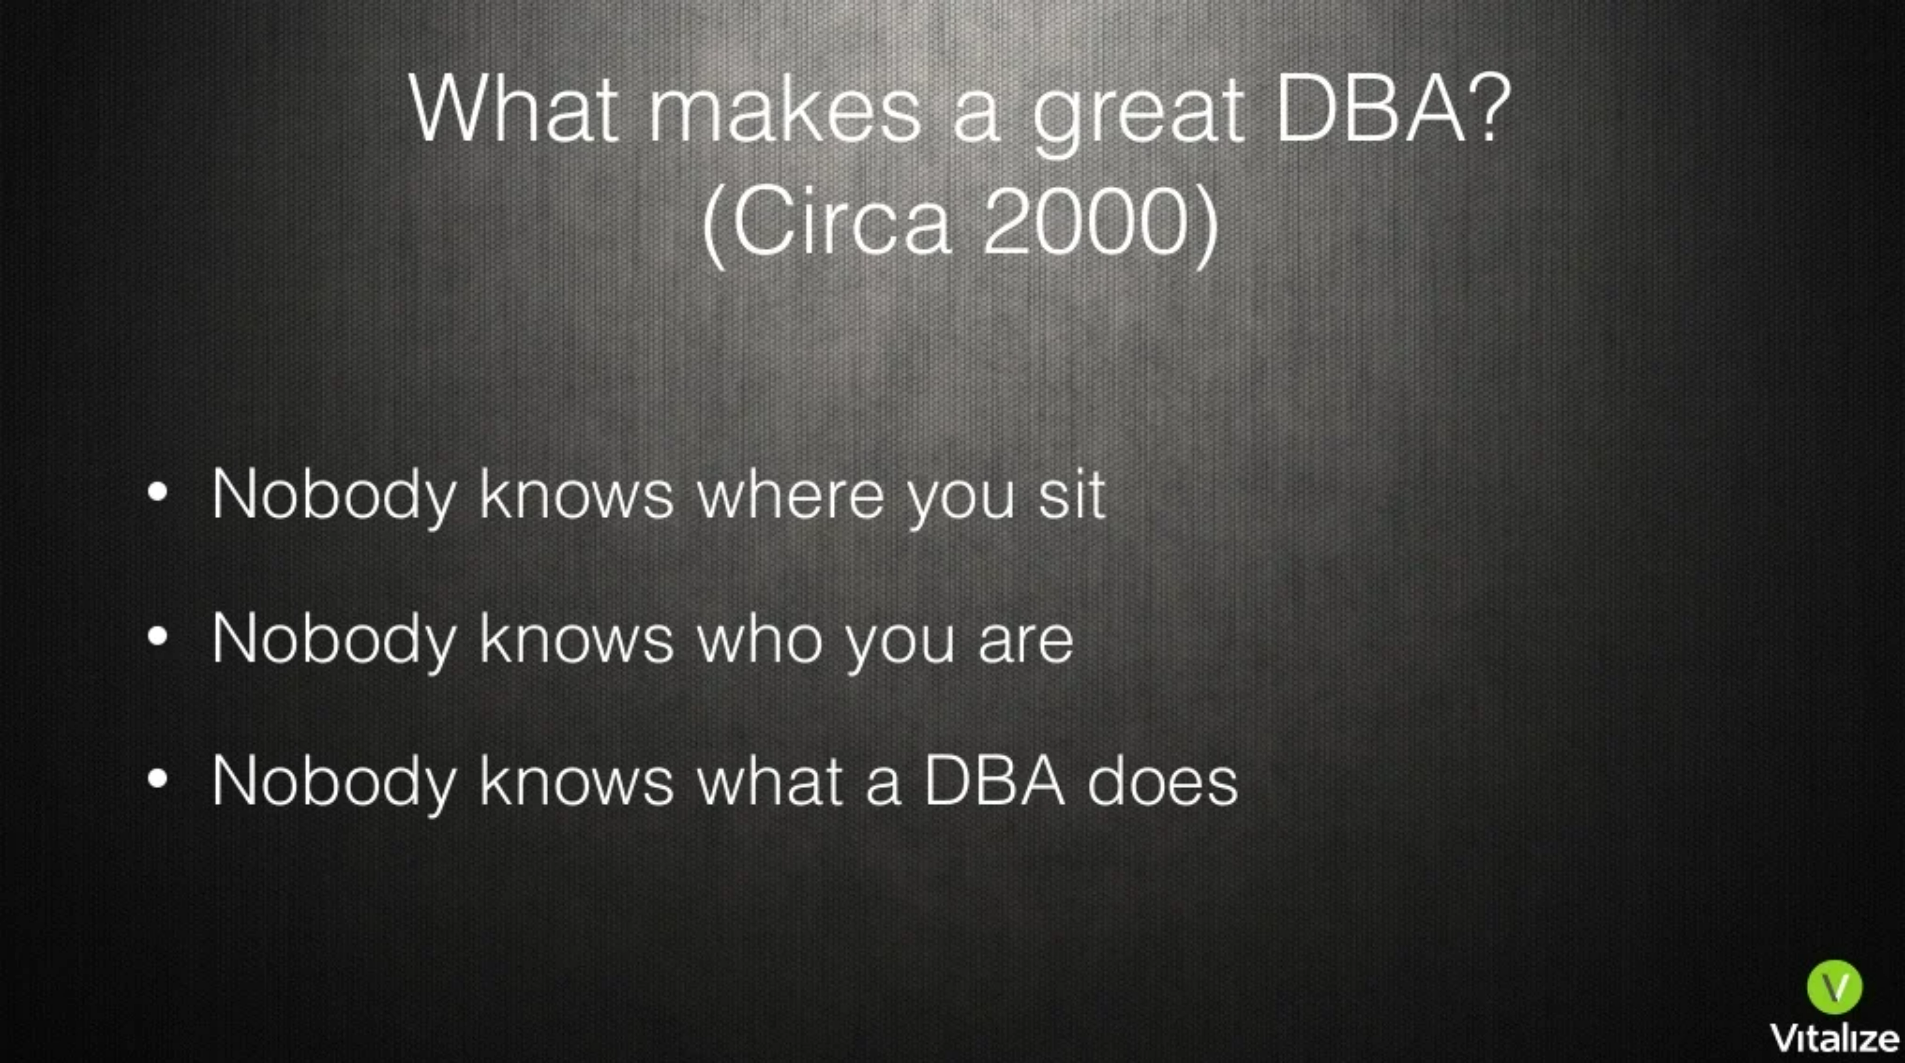 What makes a great DBA?
(Circa 2000)
• Nobody knows where you sit
• Nobody knows who you are
• Nobody knows what a DBA does
V
Vitalize